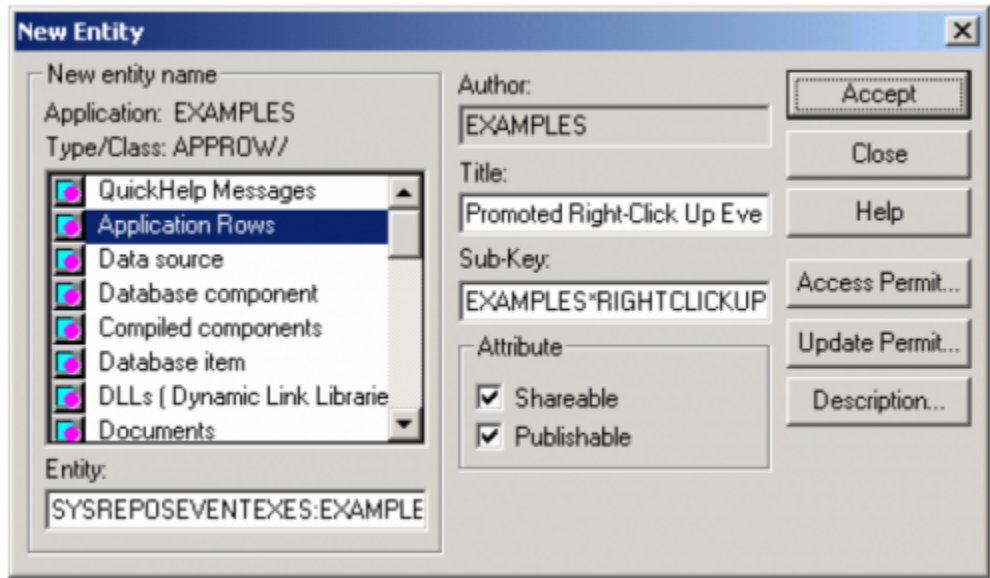 New Entity
New entity name
Application: EXAMPLES
Type/Class: APPROW/
QuickHelp Messages
Application Rows
Data source
Database component
Compiled components
Database item
DLLs ( Dynamic Link Librarie
Documents
Entity:
SYSREPOSEVENTEXES:EXAMPLE
Author:
EXAMPLES
Title:
Promoted Right-Click Up Eve
Sub-Key:
EXAMPLES*RIGHTCLICKUP
Attribute
Shareable
Publishable
Accept
Close
Help
Access Permit...
Update Permit...
Description...